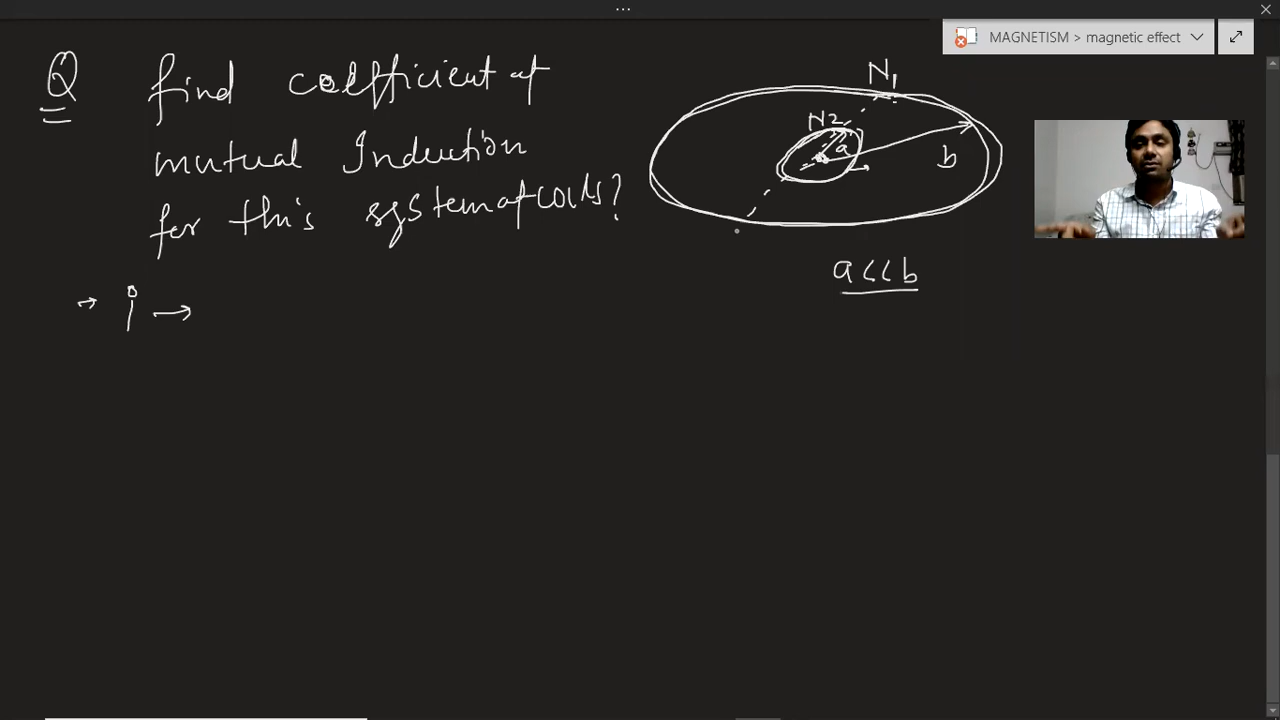 MAGNETISM > magnetic effect
Q find coefficient of
mutual Induction
for this system of coils?
N1
N2
a
b
a<<b
→ i →